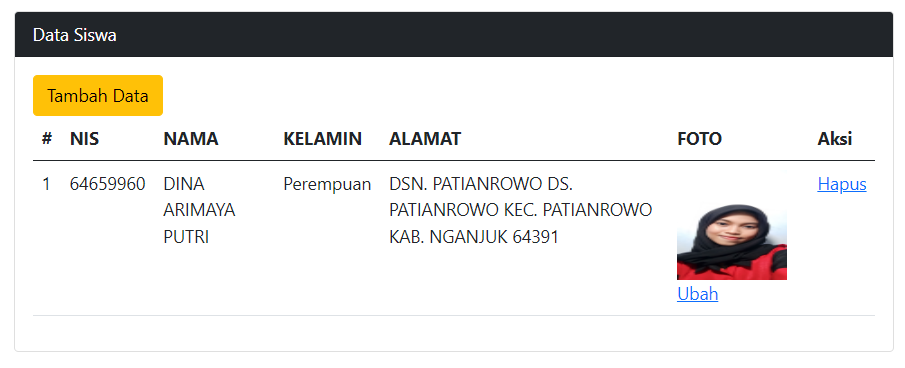 Data Siswa
Tambah Data
# NIS NAMA KELAMIN ALAMAT FOTO Aksi
1 64659960 DINA Perempuan DSN. PATIANROWO DS. Hapus
ARIMAYA PATIANROWO KEC. PATIANROWO
PUTRI KAB. NGANJUK 64391
Ubah